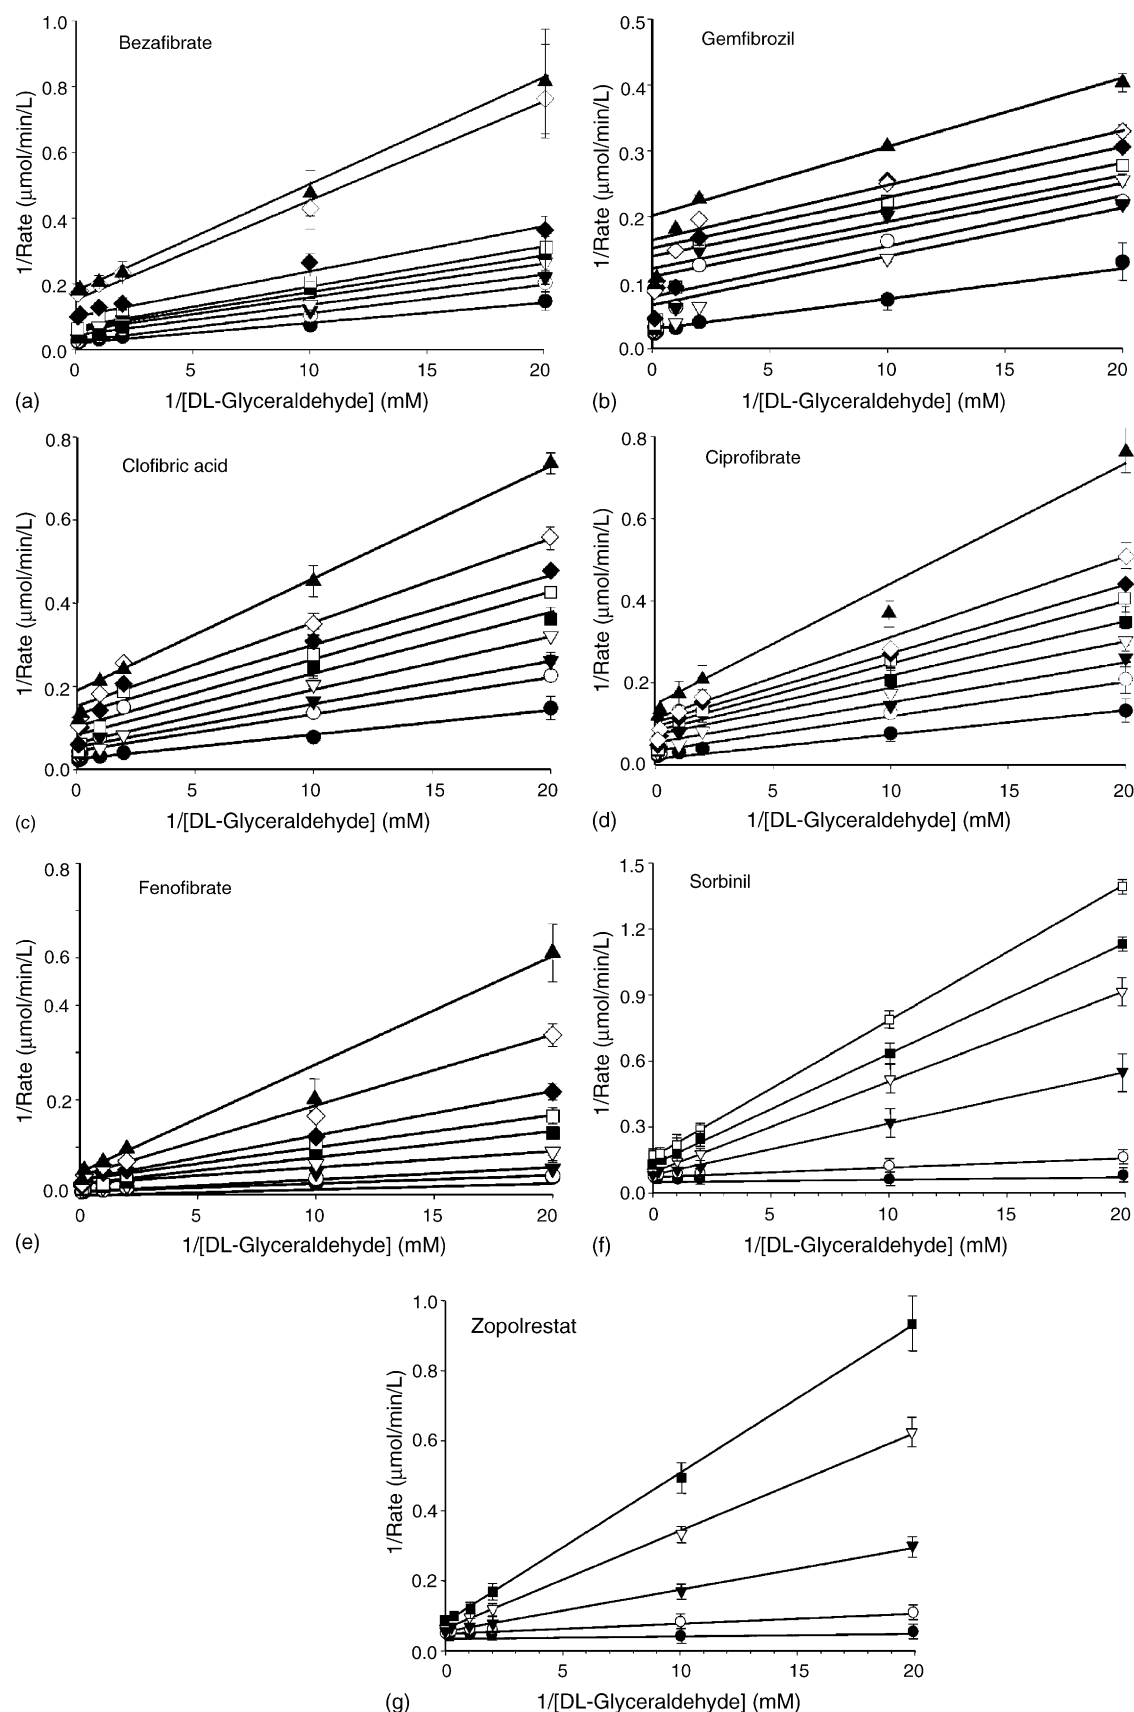 Bezafibrate
1/Rate (μmol/min/L)
1.0
0.8
0.6
0.4
0.2
0.0
0 5 10 15 20
(a) 1/[DL-Glyceraldehyde] (mM)
Gemfibrozil
1/Rate (μmol/min/L)
0.5
0.4
0.3
0.2
0.1
0.0
0 5 10 15 20
(b) 1/[DL-Glyceraldehyde] (mM)
Clofibric acid
1/Rate (μmol/min/L)
0.8
0.6
0.4
0.2
0.0
0 5 10 15 20
(c) 1/[DL-Glyceraldehyde] (mM)
Ciprofibrate
1/Rate (μmol/min/L)
0.8
0.6
0.4
0.2
0.0
0 5 10 15 20
(d) 1/[DL-Glyceraldehyde] (mM)
Fenofibrate
1/Rate (μmol/min/L)
0.8
0.6
0.4
0.2
0.0
0 5 10 15 20
(e) 1/[DL-Glyceraldehyde] (mM)
Sorbinil
1/Rate (μmol/min/L)
1.5
1.2
0.9
0.6
0.3
0.0
0 5 10 15 20
(f) 1/[DL-Glyceraldehyde] (mM)
Zopolrestat
1/Rate (μmol/min/L)
1.0
0.8
0.6
0.4
0.2
0.0
0 5 10 15 20
(g) 1/[DL-Glyceraldehyde] (mM)